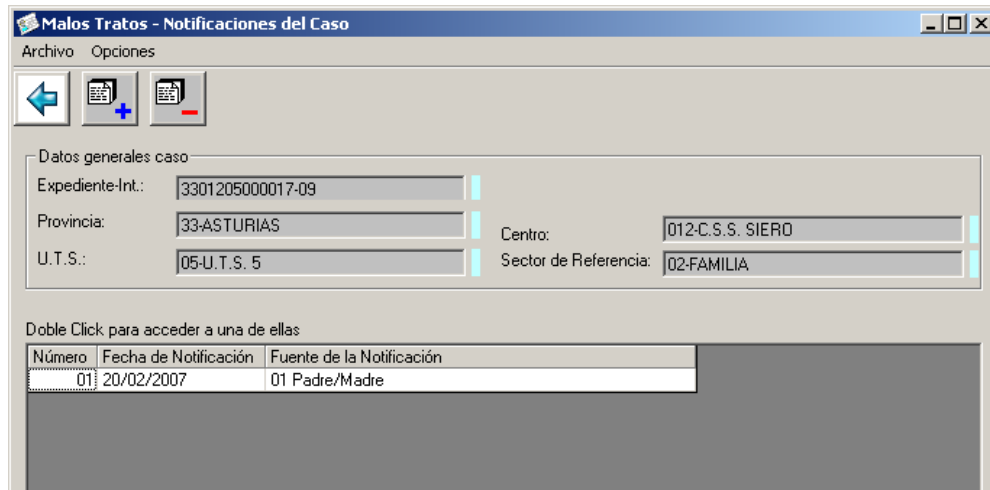 Malos Tratos - Notificaciones del Caso
Archivo Opciones
Datos generales caso
Expediente-Int.: 3301205000017-09
Provincia: 33-ASTURIAS
Centro: 012-C.S.S. SIERO
U.T.S.: 05-U.T.S. 5
Sector de Referencia: 02-FAMILIA
Doble Click para acceder a una de ellas
Número Fecha de Notificación Fuente de la Notificación
01 20/02/2007 01 Padre/Madre